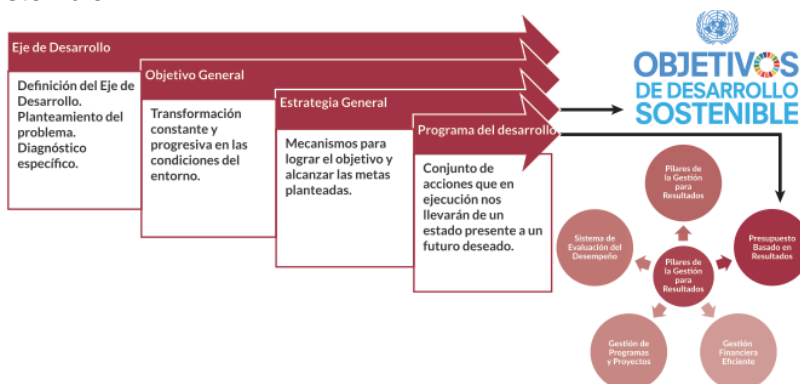 Eje de Desarrollo
Definición del Eje de
Desarrollo.
Planteamiento del
problema.
Diagnóstico
específico.
Objetivo General
Transformación
constante y
progresiva en las
condiciones del
entorno.
Estrategia General
Mecanismos para
lograr el objetivo y
alcanzar las metas
planteadas.
Programa del desarrollo
Conjunto de
acciones que en
ejecución nos
llevarán de un
estado presente a un
futuro deseado.
OBJETIVOS
DE DESARROLLO
SOSTENIBLE
Pilares de
la Gestión
para
Resultados
Sistema de
Evaluación del
Desempeño
Pilares de
la Gestión
para
Resultados
Presupuesto
Basado en
Resultados
Gestión de
Programas
y Proyectos
Gestión
Financiera
Eficiente